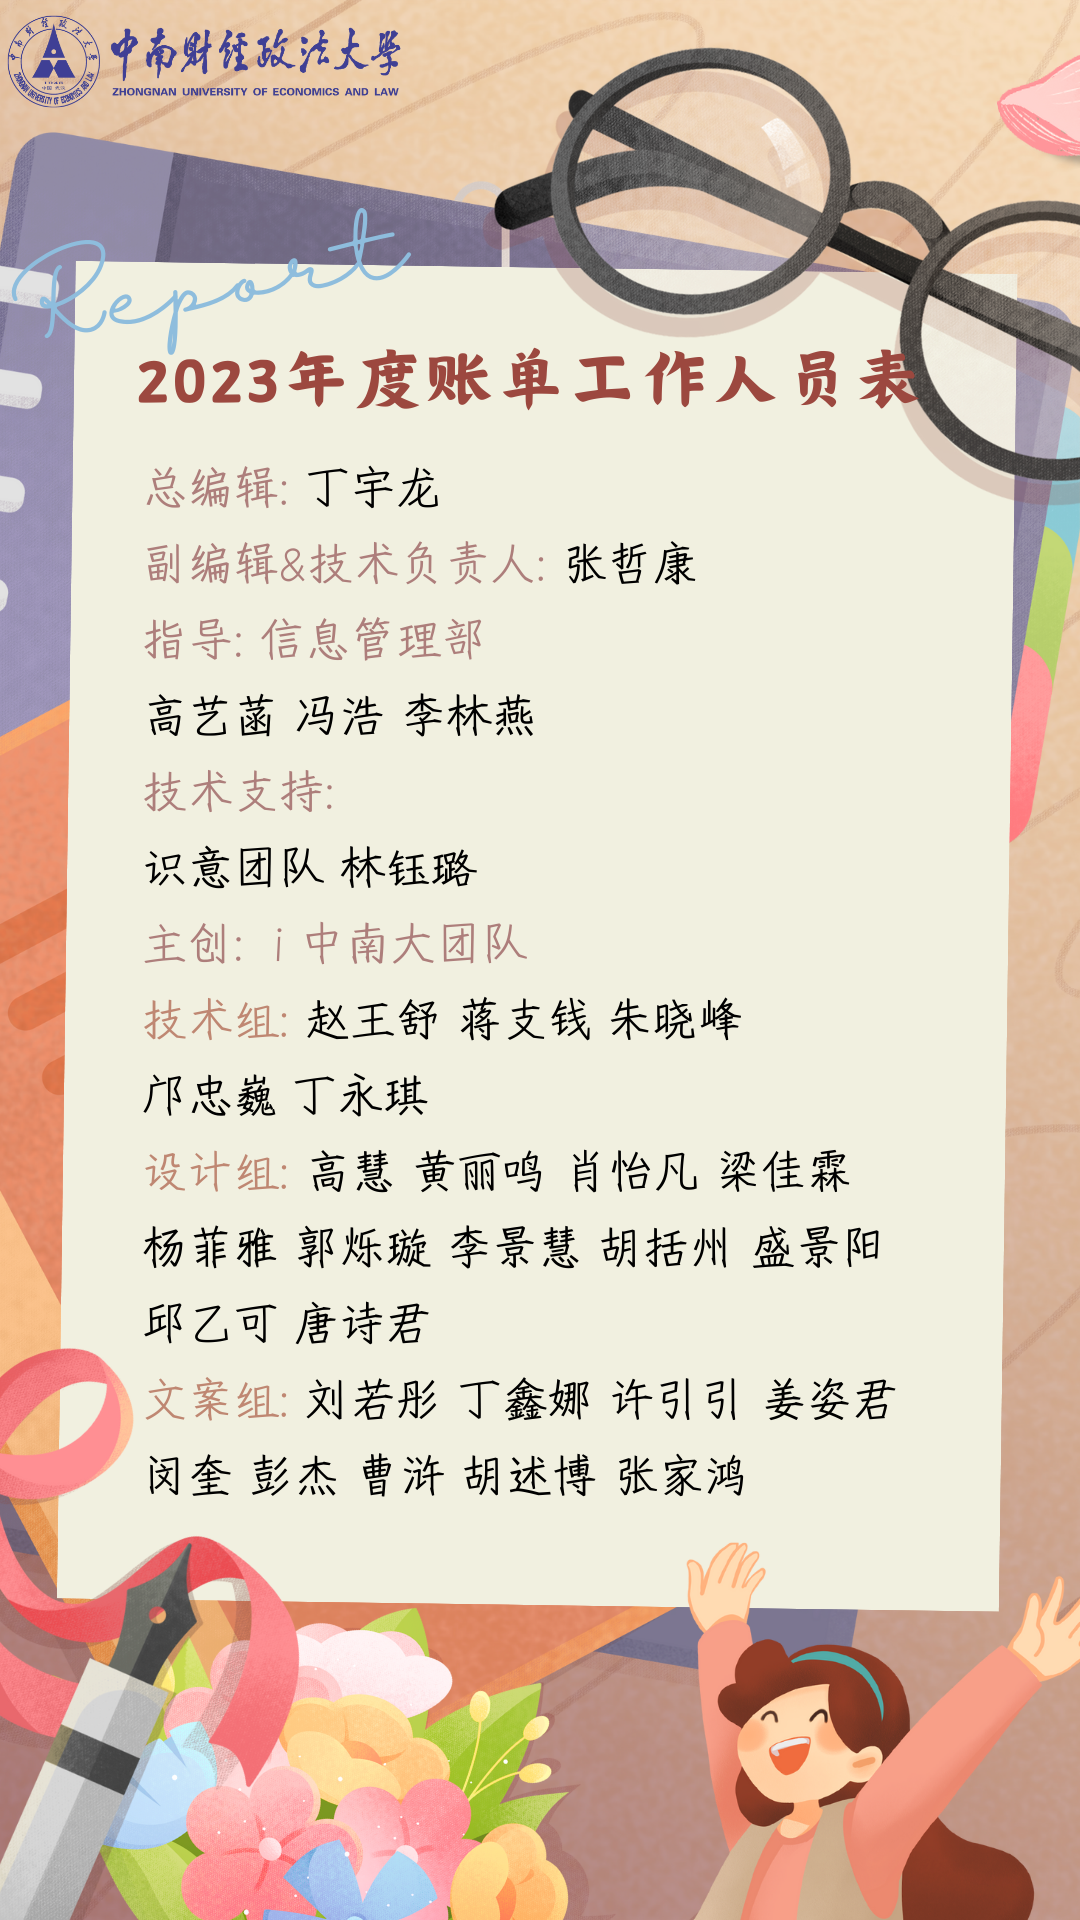 中南财经政法大学
ZHONGNAN UNIVERSITY OF ECONOMICS AND LAW
Report
2023年度账单工作人员表
总编辑: 丁宇龙
副编辑&技术负责人: 张哲康
指导: 信息管理部
高艺菡 冯浩 李林燕
技术支持:
识意团队 林钰璐
主创: i 中南大团队
技术组: 赵王舒 蒋支钱 朱晓峰
邝忠巍 丁永琪
设计组: 高慧 黄丽鸣 肖怡凡 梁佳霖
杨菲雅 郭烁璇 李景慧 胡括州 盛景阳
邱乙可 唐诗君
文案组: 刘若彤 丁鑫娜 许引引 姜姿君
闵奎 彭杰 曹浒 胡述博 张家鸿